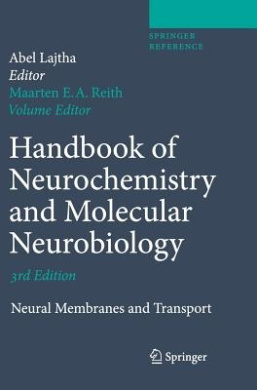 SPRINGER
REFERENCE
Abel Lajtha
Editor
Maarten E. A. Reith
Volume Editor
Handbook of
Neurochemistry
and Molecular
Neurobiology
3rd Edition
Neural Membranes and Transport
Springer